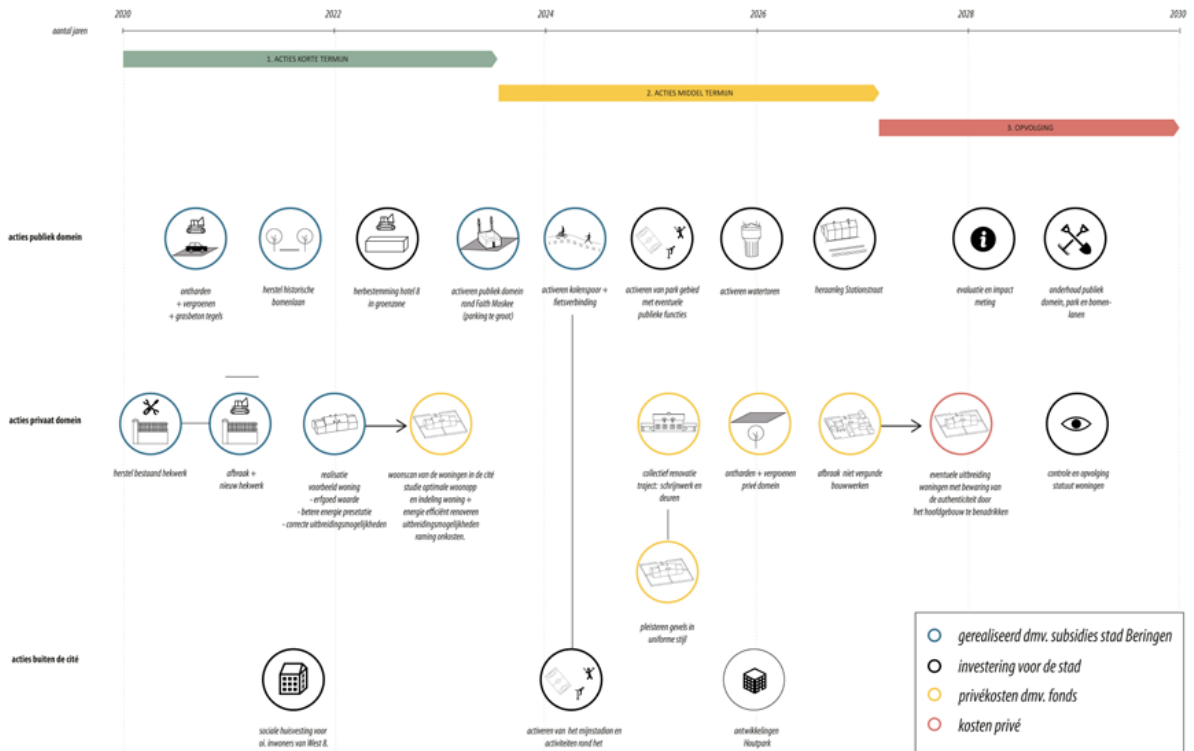 2020 2022 2024 2026 2028 2030
aantal jaren
1. ACTIES KORTE TERMIJN
2. ACTIES MIDDEL TERMIJN
3. OPVOLGING
acties publiek domein
ontharden
+ vergroenen
+ grasbeton tegels
herstel historische
bomenlaan
herbestemming hotel 8
in groenzone
activeren publiek domein
rond Faith Moskee
(parking te groot)
activeren kolenspoor +
fietsverbinding
activeren van park gebied
met eventuele
publieke functies
activeren watertoren
heraanleg Stationstraat
evaluatie en impact
meting
onderhoud publiek
domein, park en bomen-
lanen
acties privaat domein
herstel bestaand hekwerk
afbraak +
nieuw hekwerk
realisatie
voorbeeld woning
- erfgoed waarde
- betere energie presetatie
- correcte uitbreidingsmogelijkheden
woonscan van de woningen in de cité
studie optimale woonopp
en indeling woning +
energie efficiënt renoveren
uitbreidingsmogelijkheden
raming onkosten.
collectief renovatie
traject: schrijnwerk en
deuren
ontharden + vergroenen
privé domein
afbraak niet vergunde
bouwwerken
eventuele uitbreiding
woningen met bewaring van
de authenticiteit door
het hoofdgebouw te benadrikken
controle en opvolging
statuut woningen
pleisteren gevels in
uniforme stijl
acties buiten de cité
sociale huisvesting voor
oi. inwoners van West 8.
activeren van het mijnstadion en
activiteiten rond het
ontwikkelingen
Houtpark
gerealiseerd dmv. subsidies stad Beringen
investering voor de stad
privékosten dmv. fonds
kosten privé